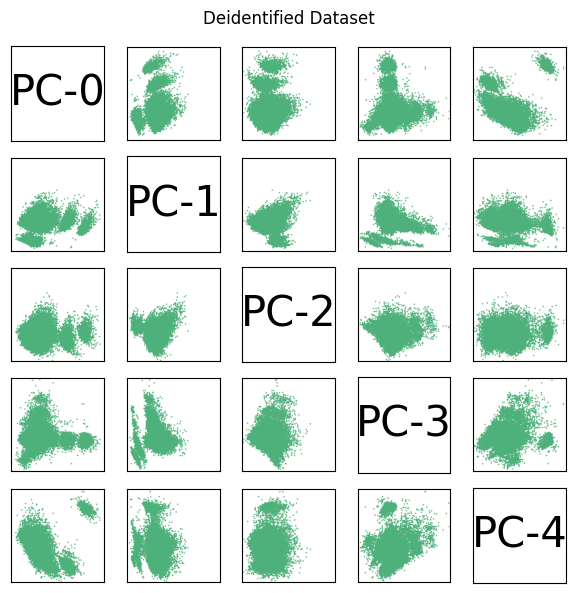 Deidentified Dataset
PC-0
PC-1
PC-2
PC-3
PC-4